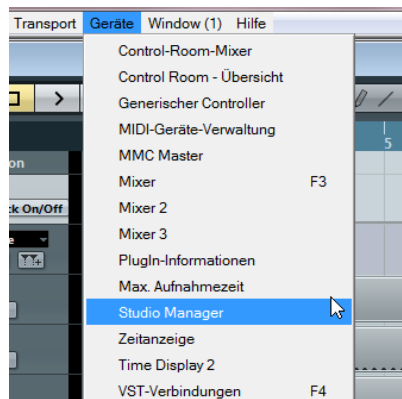 Transport Geräte Window (1) Hilfe
Control-Room-Mixer
Control Room - Übersicht
Generischer Controller
MIDI-Geräte-Verwaltung
5
on
MMC Master
Mixer F3
ck On/Off
Mixer 2
e
Mixer 3
PlugIn-Informationen
Max. Aufnahmezeit
Studio Manager
Zeitanzeige
Time Display 2
VST-Verbindungen F4